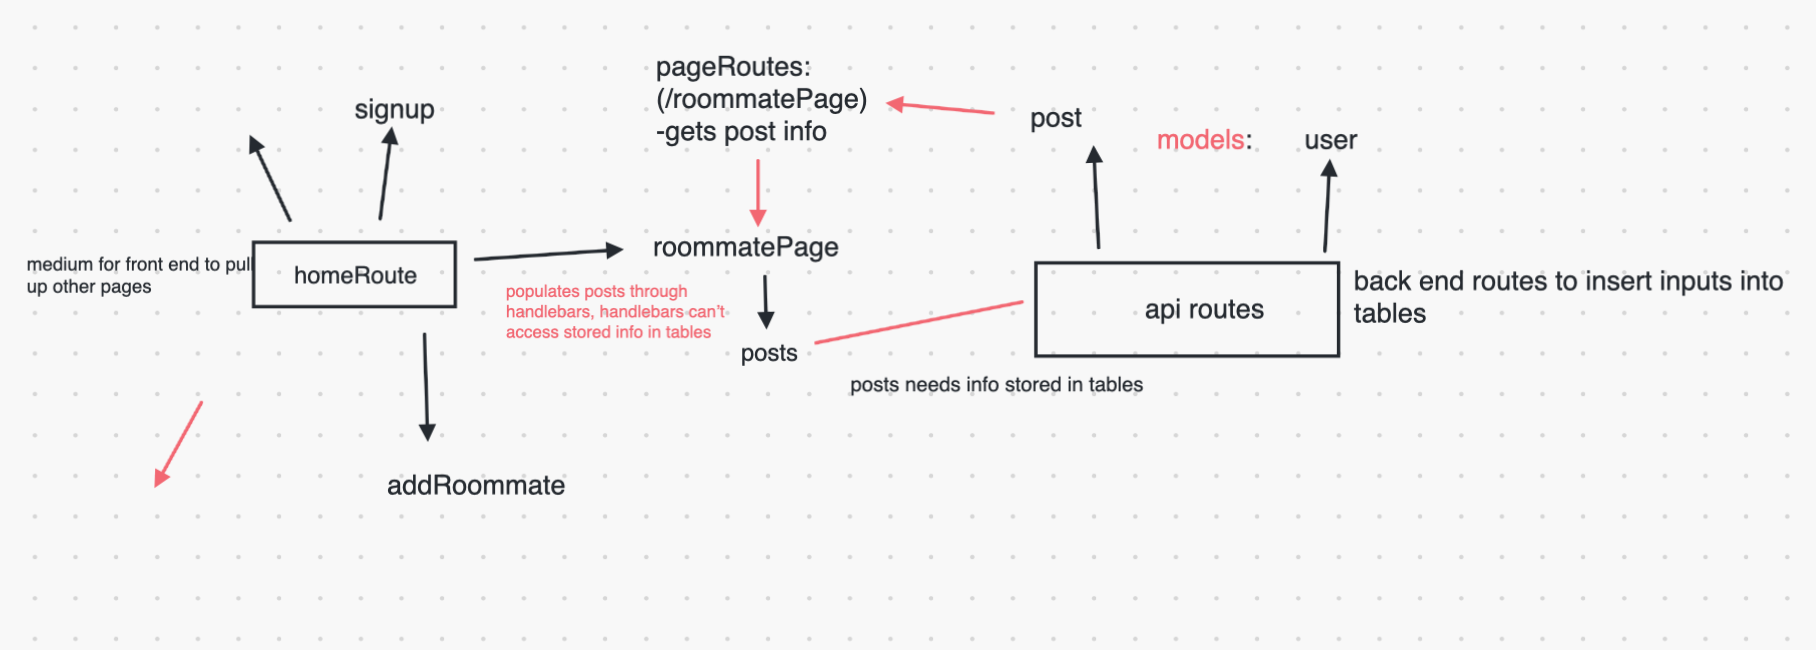 pageRoutes:
(/roommatePage)
-gets post info
signup
post
models:
user
medium for front end to pull
up other pages
homeRoute
roommatePage
populates posts through
handlebars, handlebars can't
access stored info in tables
posts
api routes
back end routes to insert inputs into
tables
posts needs info stored in tables
addRoommate